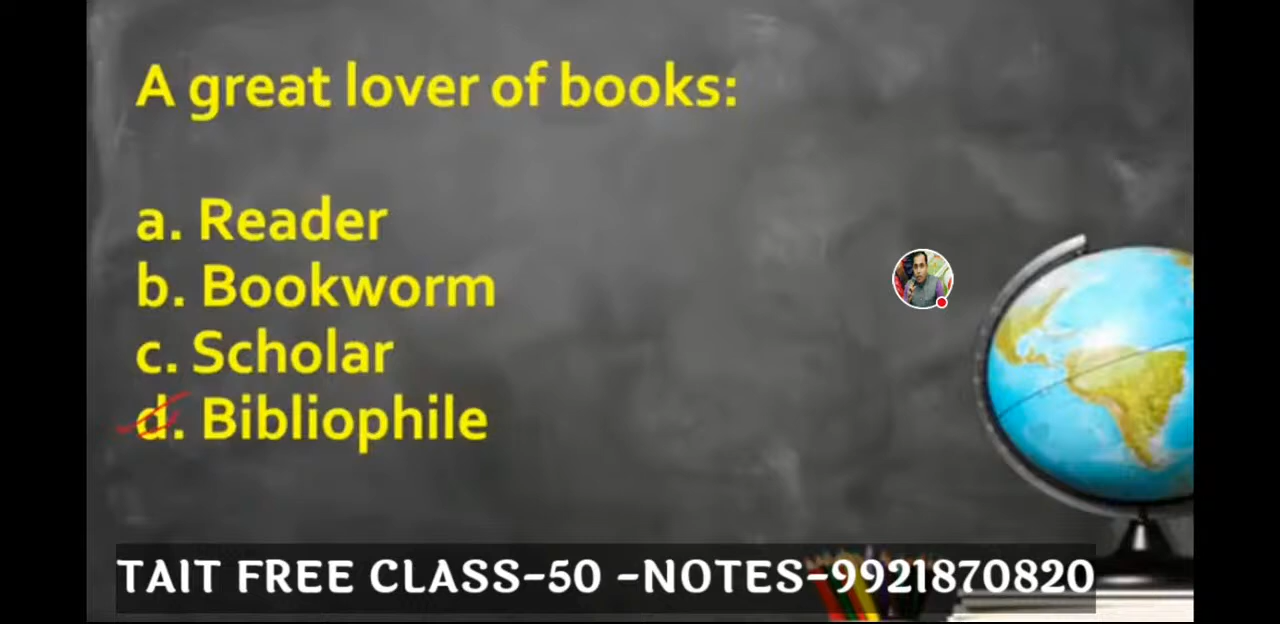 A great lover of books:
a. Reader
b. Bookworm
c. Scholar
d. Bibliophile
TAIT FREE CLASS-50 -NOTES-9921870820